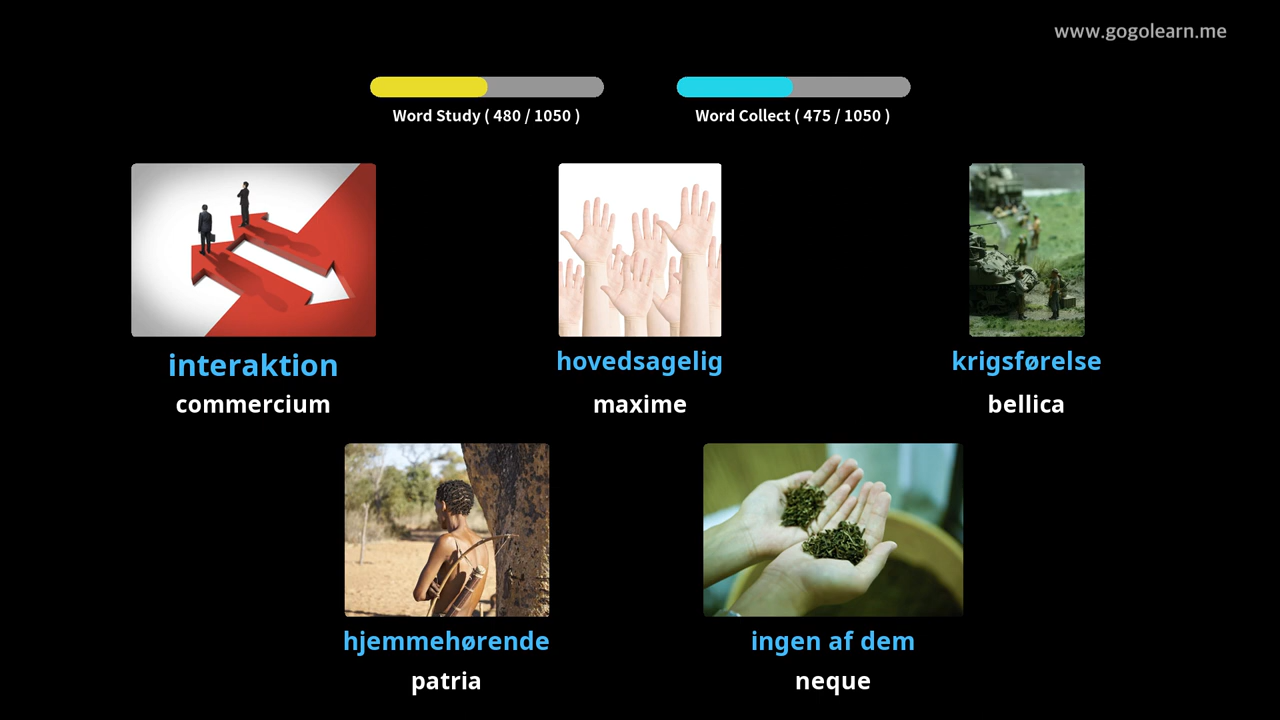 www.gogolearn.me
Word Study ( 480 / 1050 )
Word Collect ( 475 / 1050 )
interaktion
commercium
hovedsagelig
maxime
krigsførelse
bellica
hjemmehørende
patria
ingen af dem
neque